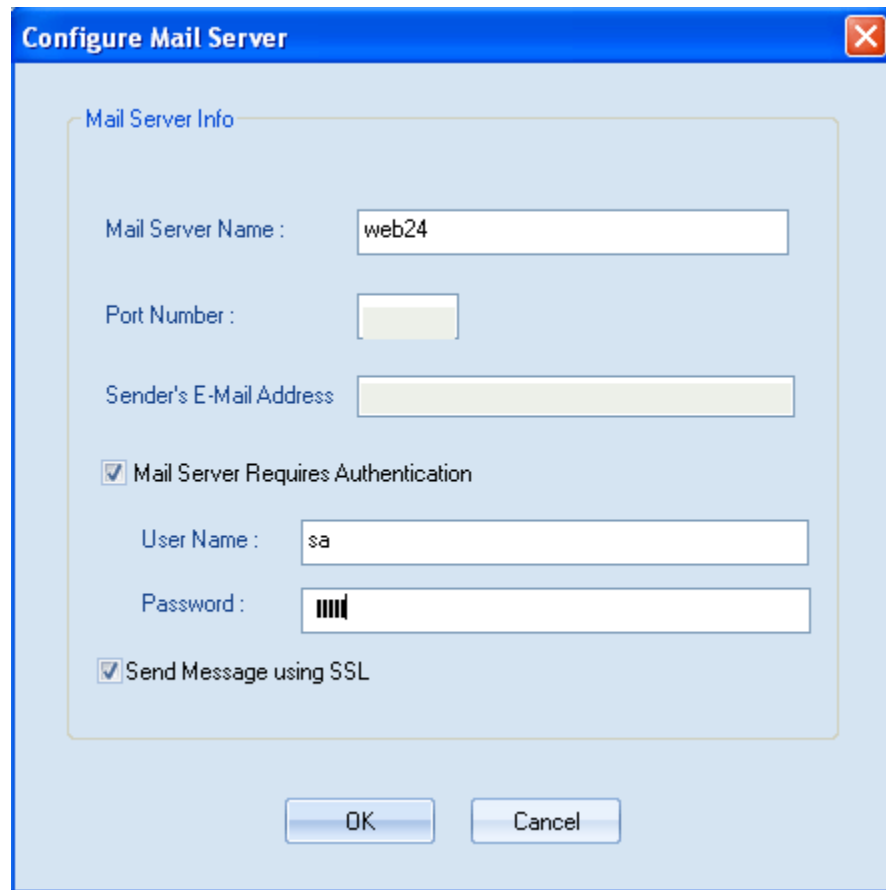 Configure Mail Server
Mail Server Info
Mail Server Name : web24
Port Number :
Sender's E-Mail Address
Mail Server Requires Authentication
User Name : sa
Password :
Send Message using SSL
OK Cancel